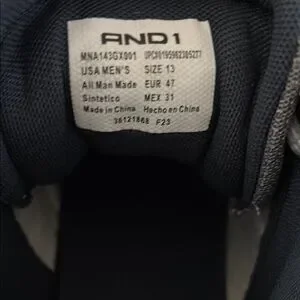 AND1
MNA143GX001 UPC#019596238527?
USA MEN'S SIZE 13
All Man Made EUR 47
Sintetico MEX 31
Made in China Hecho en China
38121868 F23